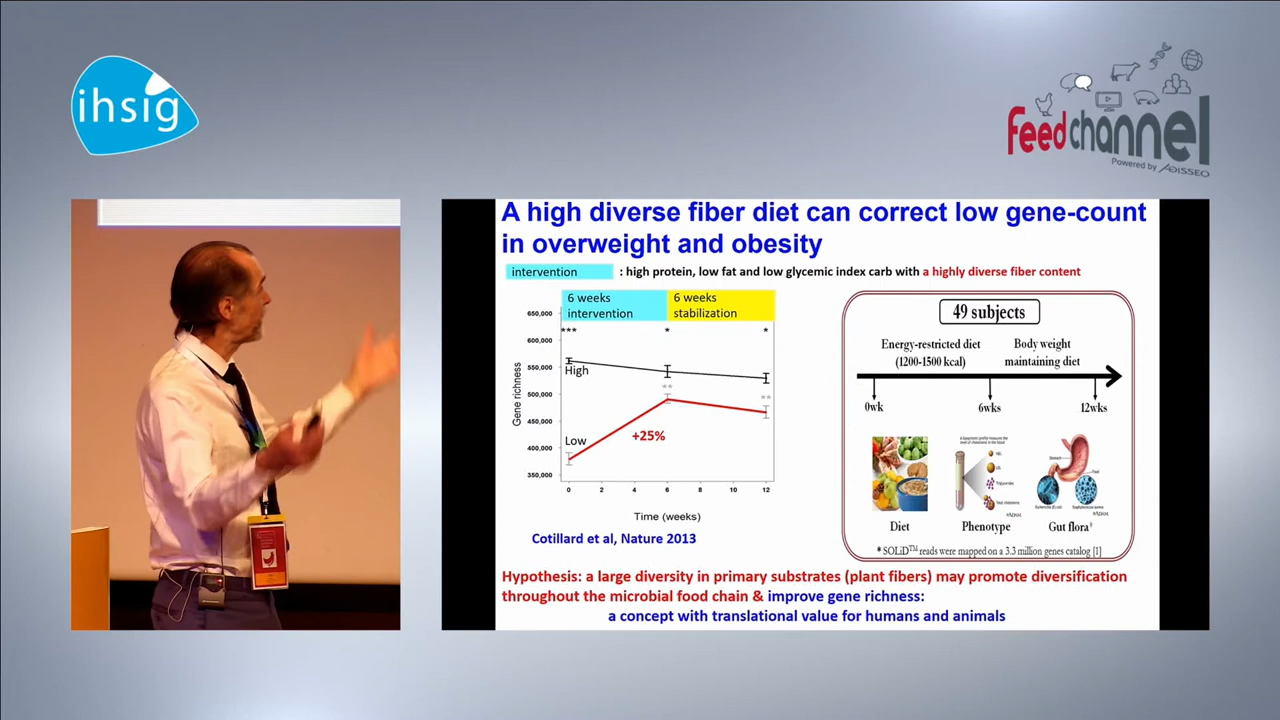 ihsig
feedchannel
Powered by ADISSEO
A high diverse fiber diet can correct low gene-count
in overweight and obesity
intervention : high protein, low fat and low glycemic index carb with a highly diverse fiber content
6 weeks intervention
6 weeks stabilization
650,000
600,000
550,000
500,000
450,000
400,000
350,000
Gene richness
*** * *
High
** **
Low
+25%
0 2 4 6 8 10 12
Time (weeks)
Cotillard et al, Nature 2013
49 subjects
Energy-restricted diet
(1200-1500 kcal)
Body weight
maintaining diet
0wk 6wks 12wks
Stomach
Triglycerides
Diet Phenotype Gut flora
* SOLiD™ reads were mapped on a 3.3 million genes catalog [1]
Hypothesis: a large diversity in primary substrates (plant fibers) may promote diversification
throughout the microbial food chain & improve gene richness:
a concept with translational value for humans and animals